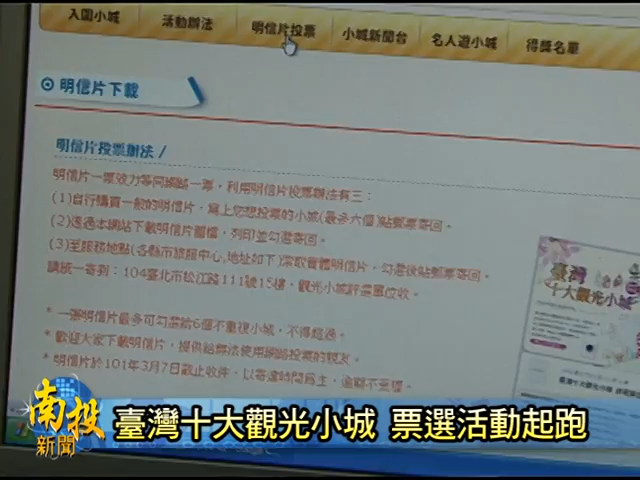 入圍小城 活動辦法 明信片投票 小城新聞台 名人遊小城 得獎名單
明信片下載
明信片投票辦法
明信片一票效力等同網路一票，利用明信片投票辦法有三：
(1)自行購買一般的明信片，寫上您想投票的小城(最多六個)貼郵票寄回。
(2)透過本網站下載明信片圖檔，列印並勾選寄回。
(3)至服務地點(各縣市旅服中心,地址如下)索取實體明信片，勾選後貼郵票寄回。
請統一寄到：104臺北市松江路111號15樓，觀光小城評選單位收。
* 一張明信片最多可勾選給6個不重複小城，不得超過。
* 歡迎大家下載明信片，提供給無法使用網路投票的親友。
* 明信片於101年3月7日截止收件，以寄達時間為主，逾期不受理。
臺灣
十大觀光小城
南投
新聞
臺灣十大觀光小城 票選活動起跑